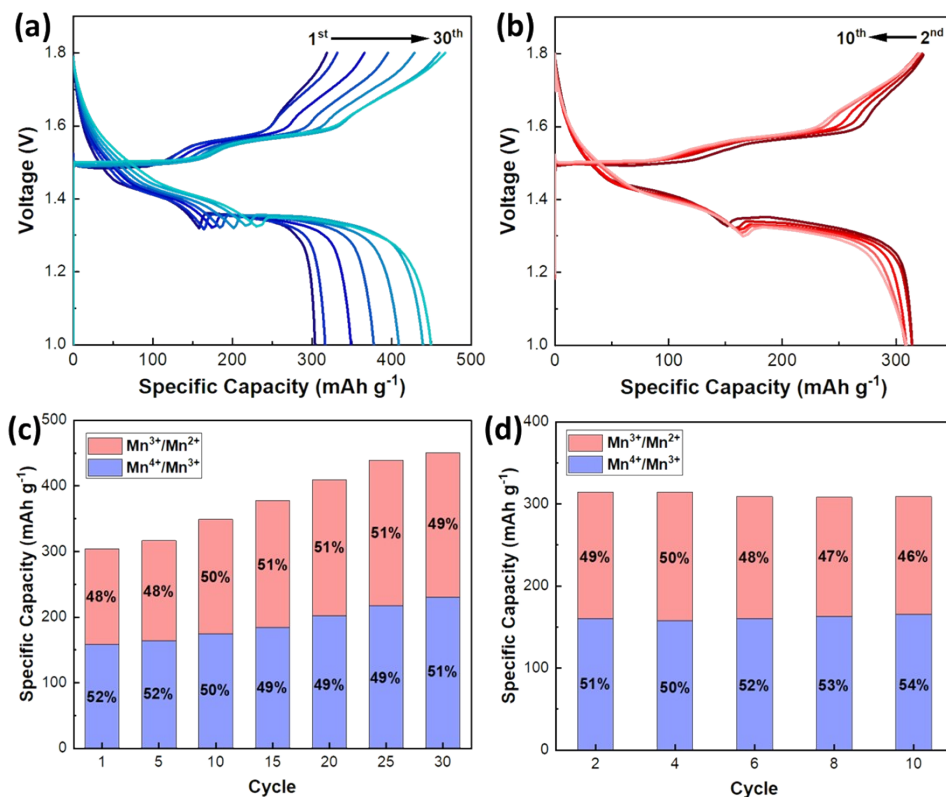 (a)
1st 30th
1.8
1.6
1.4
1.2
1.0
Voltage (V)
0 100 200 300 400 500
Specific Capacity (mAh g-1)
(b)
10th 2nd
1.8
1.6
1.4
1.2
1.0
Voltage (V)
0 100 200 300
Specific Capacity (mAh g-1)
(c)
500
400
300
200
100
0
Specific Capacity (mAh g-1)
Mn3+/Mn2+
Mn4+/Mn3+
48% 48% 50% 51% 51% 51% 49%
52% 52% 50% 49% 49% 49% 51%
1 5 10 15 20 25 30
Cycle
(d)
400
300
200
100
0
Specific Capacity (mAh g-1)
Mn3+/Mn2+
Mn4+/Mn3+
49% 50% 48% 47% 46%
51% 50% 52% 53% 54%
2 4 6 8 10
Cycle